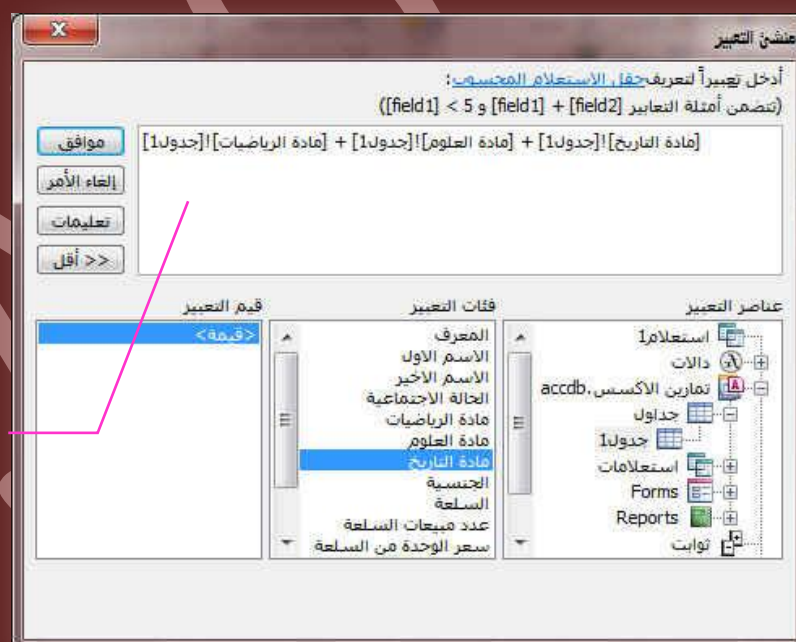 منشئ التعبير
أدخل تعبيراً لتعريف حقل الاستعلام المحسوب:
(تتضمن أمثلة التعابير [field1] + [field2] و [field1] < 5)
[جدول1]![مادة الرياضيات] + [جدول1]![مادة العلوم] + [جدول1]![مادة التاريخ]
موافق
إلغاء الأمر
تعليمات
<< أقل
عناصر التعبير
استعلام1
دالات
تمارين الاكسس.accdb
جداول
جدول1
استعلامات
Forms
Reports
ثوابت
فئات التعبير
المعرف
الاسم الاول
الاسم الاخير
الحالة الاجتماعية
مادة الرياضيات
مادة العلوم
مادة التاريخ
الجنسية
السلعة
عدد مبيعات السلعة
سعر الوحدة من السلعة
قيم التعبير
<قيمة>